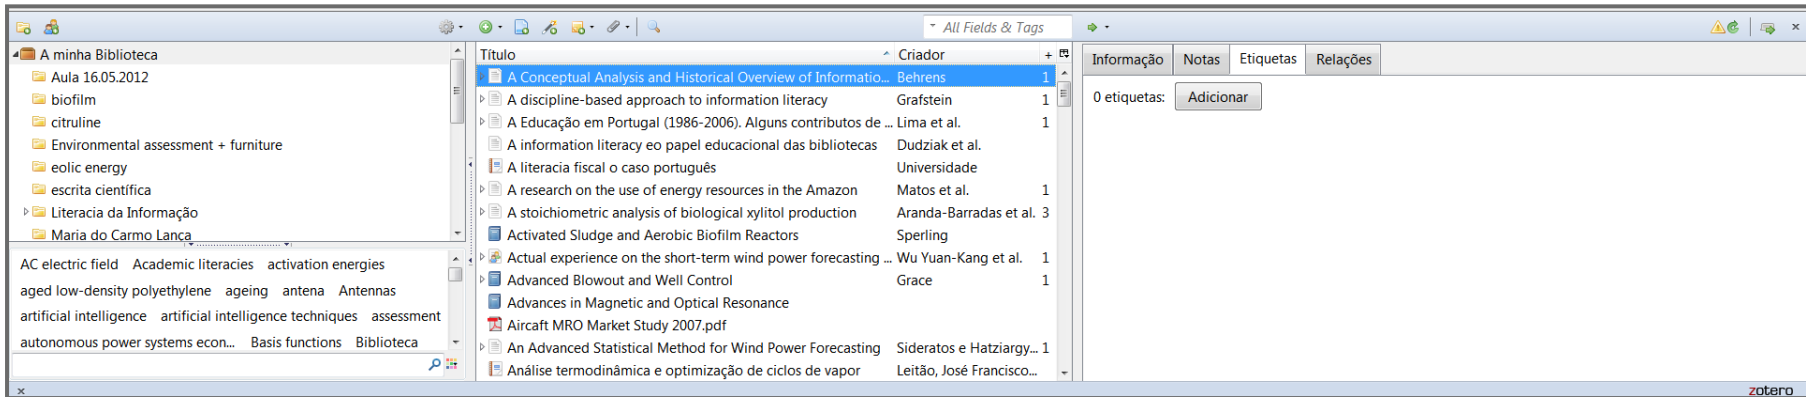 All Fields & Tags
A minha Biblioteca
Aula 16.05.2012
biofilm
citruline
Environmental assessment + furniture
eolic energy
escrita científica
Literacia da Informação
Maria do Carmo Lança
AC electric field Academic literacies activation energies
aged low-density polyethylene ageing antena Antennas
artificial intelligence artificial intelligence techniques assessment
autonomous power systems econ... Basis functions Biblioteca
Título Criador +
A Conceptual Analysis and Historical Overview of Informatio... Behrens 1
A discipline-based approach to information literacy Grafstein 1
A Educação em Portugal (1986-2006). Alguns contributos de ... Lima et al. 1
A information literacy eo papel educacional das bibliotecas Dudziak et al.
A literacia fiscal o caso português Universidade
A research on the use of energy resources in the Amazon Matos et al. 1
A stoichiometric analysis of biological xylitol production Aranda-Barradas et al. 3
Activated Sludge and Aerobic Biofilm Reactors Sperling
Actual experience on the short-term wind power forecasting ... Wu Yuan-Kang et al. 1
Advanced Blowout and Well Control Grace 1
Advances in Magnetic and Optical Resonance
Aircaft MRO Market Study 2007.pdf
An Advanced Statistical Method for Wind Power Forecasting Sideratos e Hatziargy... 1
Análise termodinâmica e optimização de ciclos de vapor Leitão, José Francisco...
Informação Notas Etiquetas Relações
0 etiquetas: Adicionar
zotero